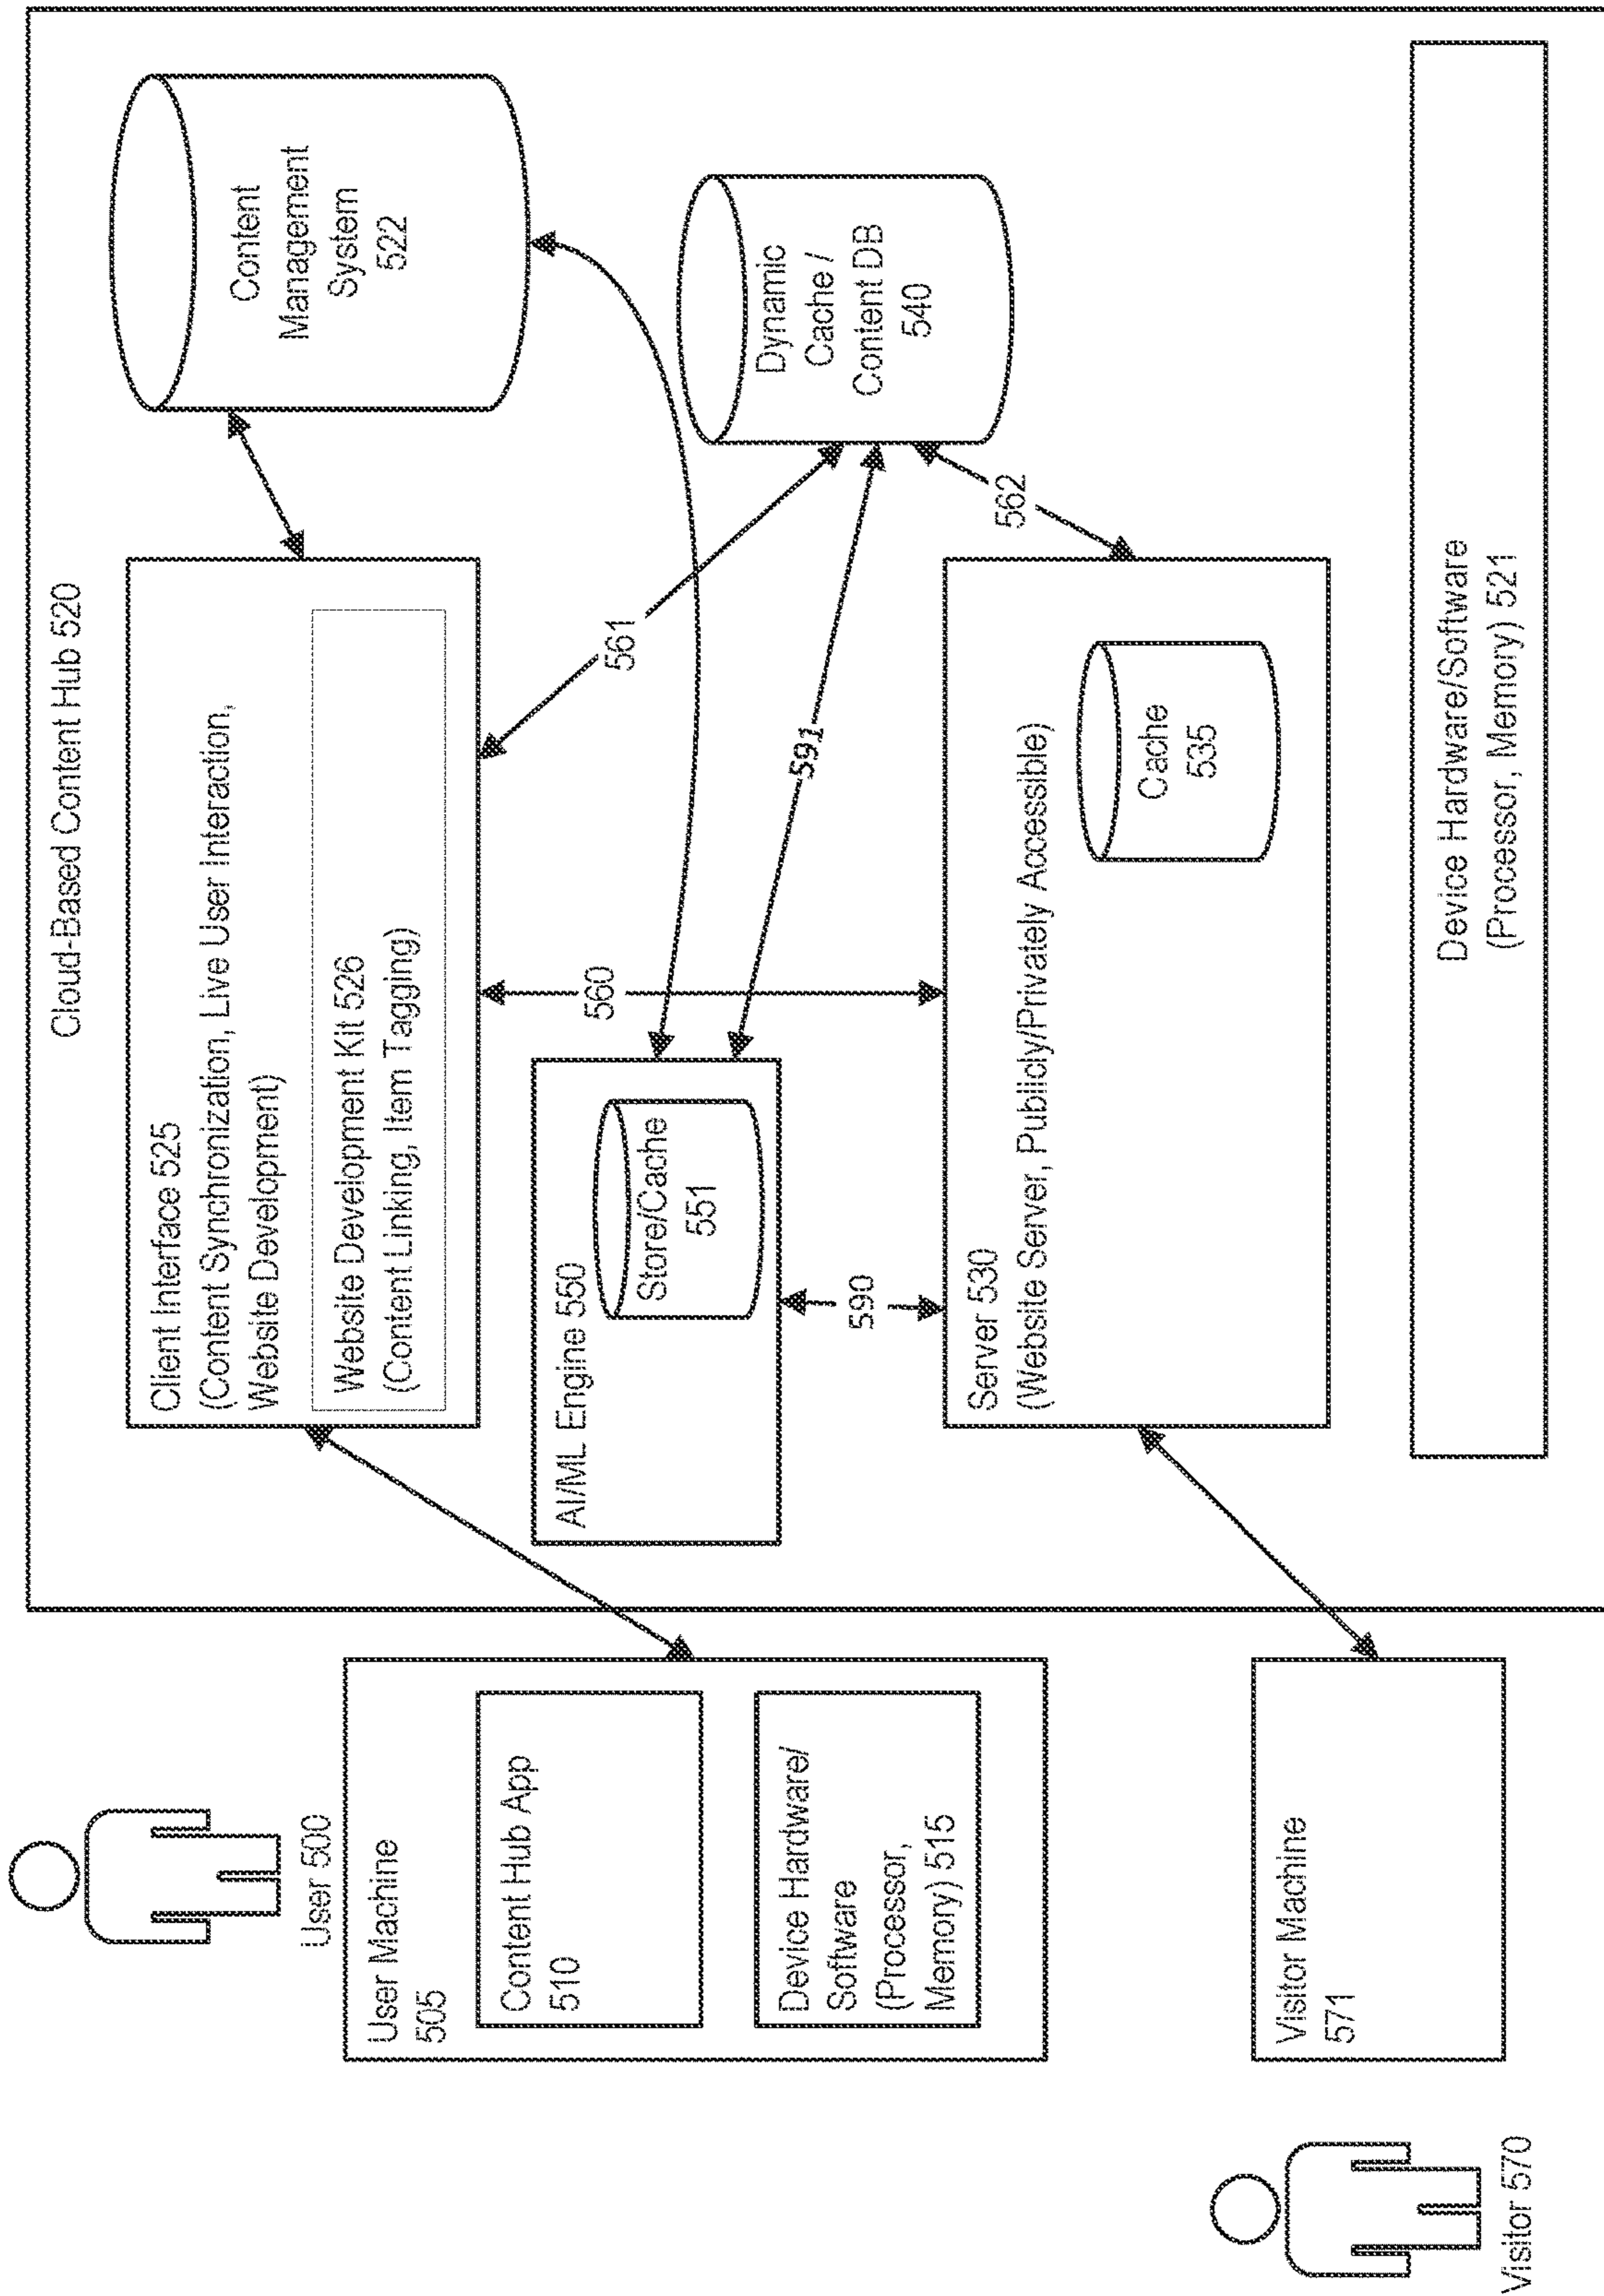 User 500
User Machine
505
Content Hub App
510
Device Hardware/
Software
(Processor,
Memory) 515
Visitor 570
Visitor Machine
571
Cloud-Based Content Hub 520
Client Interface 525
(Content Synchronization, Live User Interaction,
Website Development)
Website Development Kit 526
(Content Linking, Item Tagging)
Content
Management
System
522
AI/ML Engine 550
Store/Cache
551
560
561
591
590
562
Dynamic
Cache /
Content DB
540
Server 530
(Website Server, Publicly/Privately Accessible)
Cache
535
Device Hardware/Software
(Processor, Memory) 521